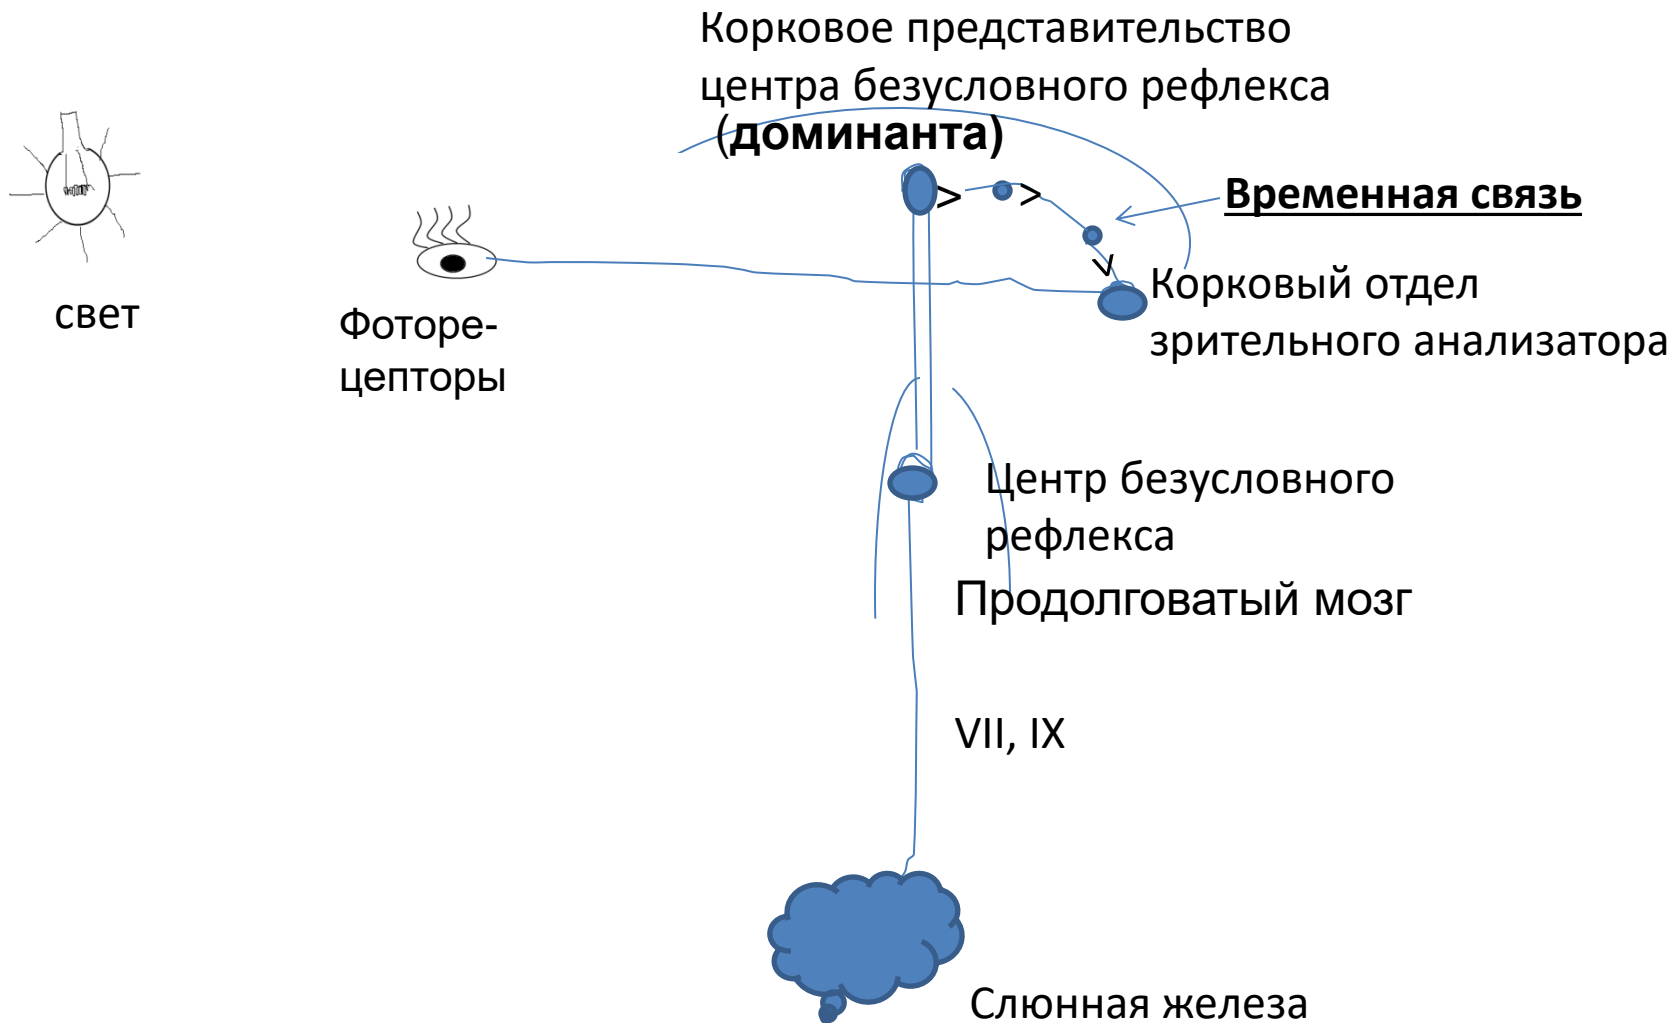 Корковое представительство
центра безусловного рефлекса
(доминанта)
Временная связь
свет
Фоторе-
цепторы
Корковый отдел
зрительного анализатора
Центр безусловного
рефлекса
Продолговатый мозг
VII, IX
Слюнная железа